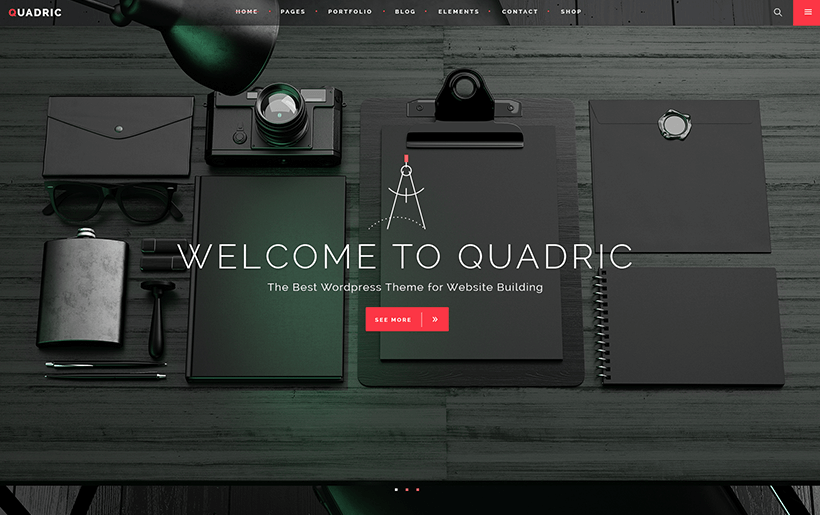 QUADRIC
HOME PAGES PORTFOLIO BLOG ELEMENTS CONTACT SHOP
WELCOME TO QUADRIC
The Best Wordpress Theme for Website Building
SEE MORE »